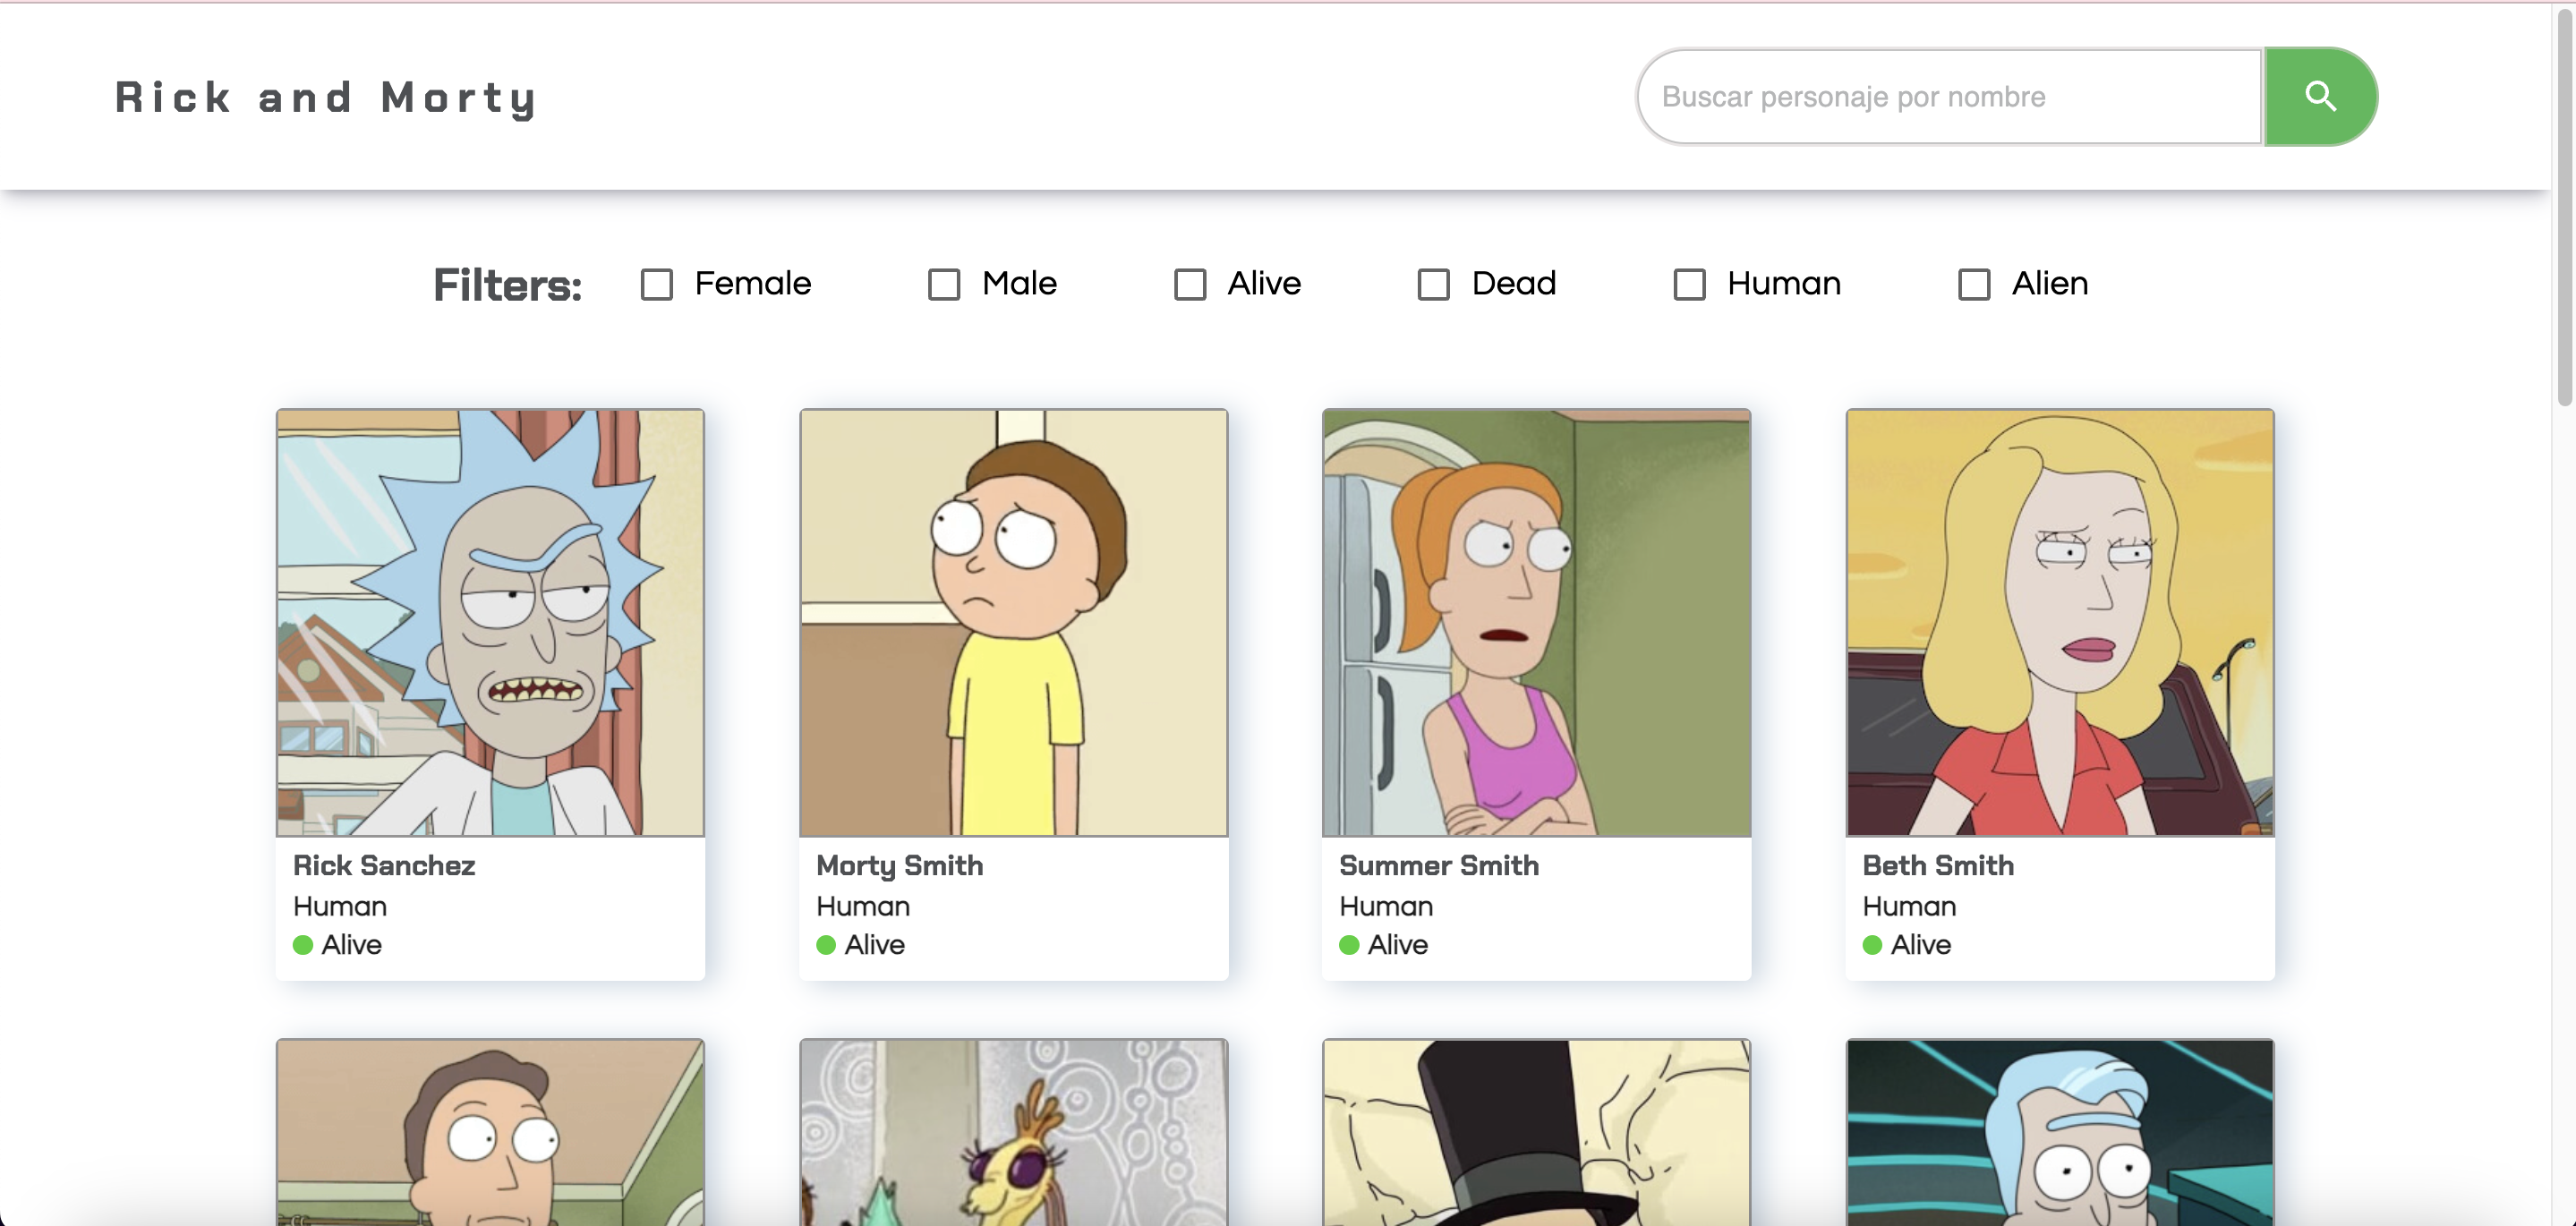 Rick and Morty
Buscar personaje por nombre
Filters: Female Male Alive Dead Human Alien
Rick Sanchez
Human
Alive
Morty Smith
Human
Alive
Summer Smith
Human
Alive
Beth Smith
Human
Alive